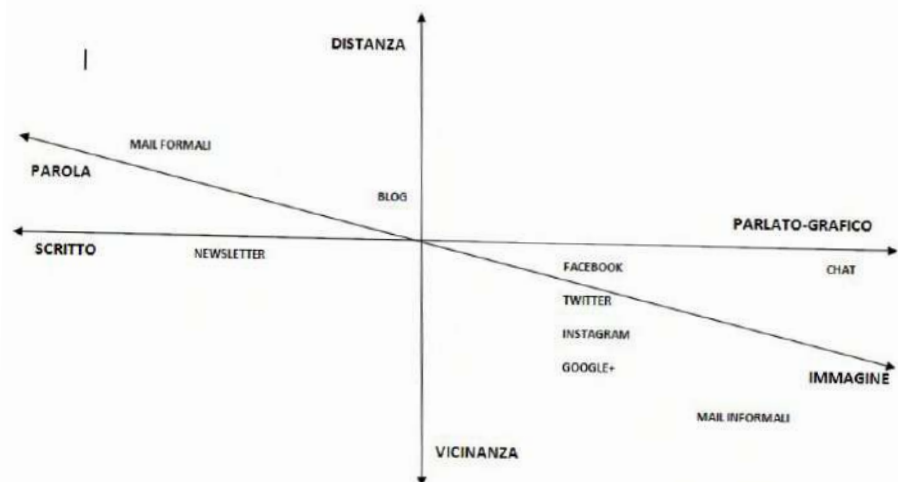 DISTANZA
MAIL FORMALI
PAROLA
BLOG
PARLATO-GRAFICO
SCRITTO
NEWSLETTER
FACEBOOK
CHAT
TWITTER
INSTAGRAM
GOOGLE+
IMMAGINE
MAIL INFORMALI
VICINANZA